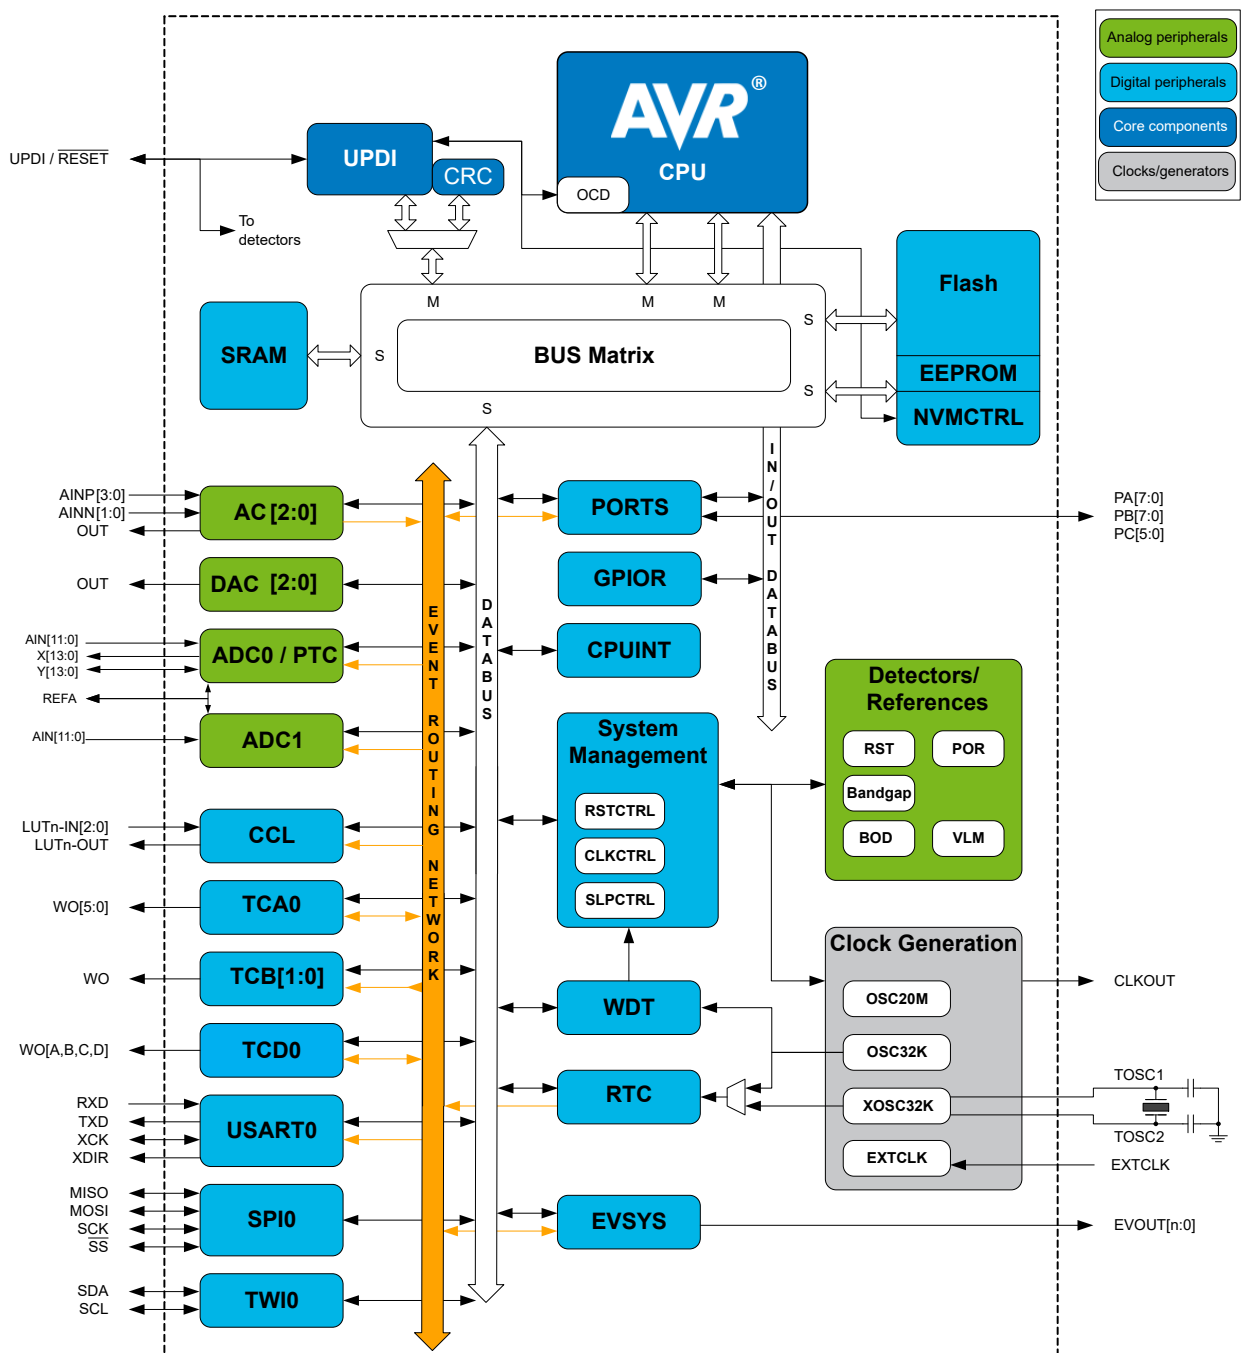 Analog peripherals
Digital peripherals
Core components
Clocks/generators
AVR®
CPU
OCD
UPDI
CRC
UPDI / RESET
To
detectors
Flash
EEPROM
NVMCTRL
M
M
M
S
S
S
S
SRAM
BUS Matrix
EVENT ROUTING NETWORK
DATABUS
IN/OUT DATABUS
AINP[3:0]
AINN[1:0]
OUT
AC [2:0]
PORTS
PA[7:0]
PB[7:0]
PC[5:0]
OUT
DAC [2:0]
GPIOR
AIN[11:0]
X[13:0]
Y[13:0]
ADC0 / PTC
CPUINT
REFA
AIN[11:0]
ADC1
System
Management
RSTCTRL
CLKCTRL
SLPCTRL
Detectors/
References
RST
POR
Bandgap
BOD
VLM
LUTn-IN[2:0]
LUTn-OUT
CCL
WO[5:0]
TCA0
WO
TCB[1:0]
WDT
Clock Generation
OSC20M
OSC32K
XOSC32K
EXTCLK
CLKOUT
TOSC1
TOSC2
EXTCLK
WO[A,B,C,D]
TCD0
RTC
RXD
TXD
XCK
XDIR
USART0
MISO
MOSI
SCK
SS
SPI0
EVSYS
EVOUT[n:0]
SDA
SCL
TWI0